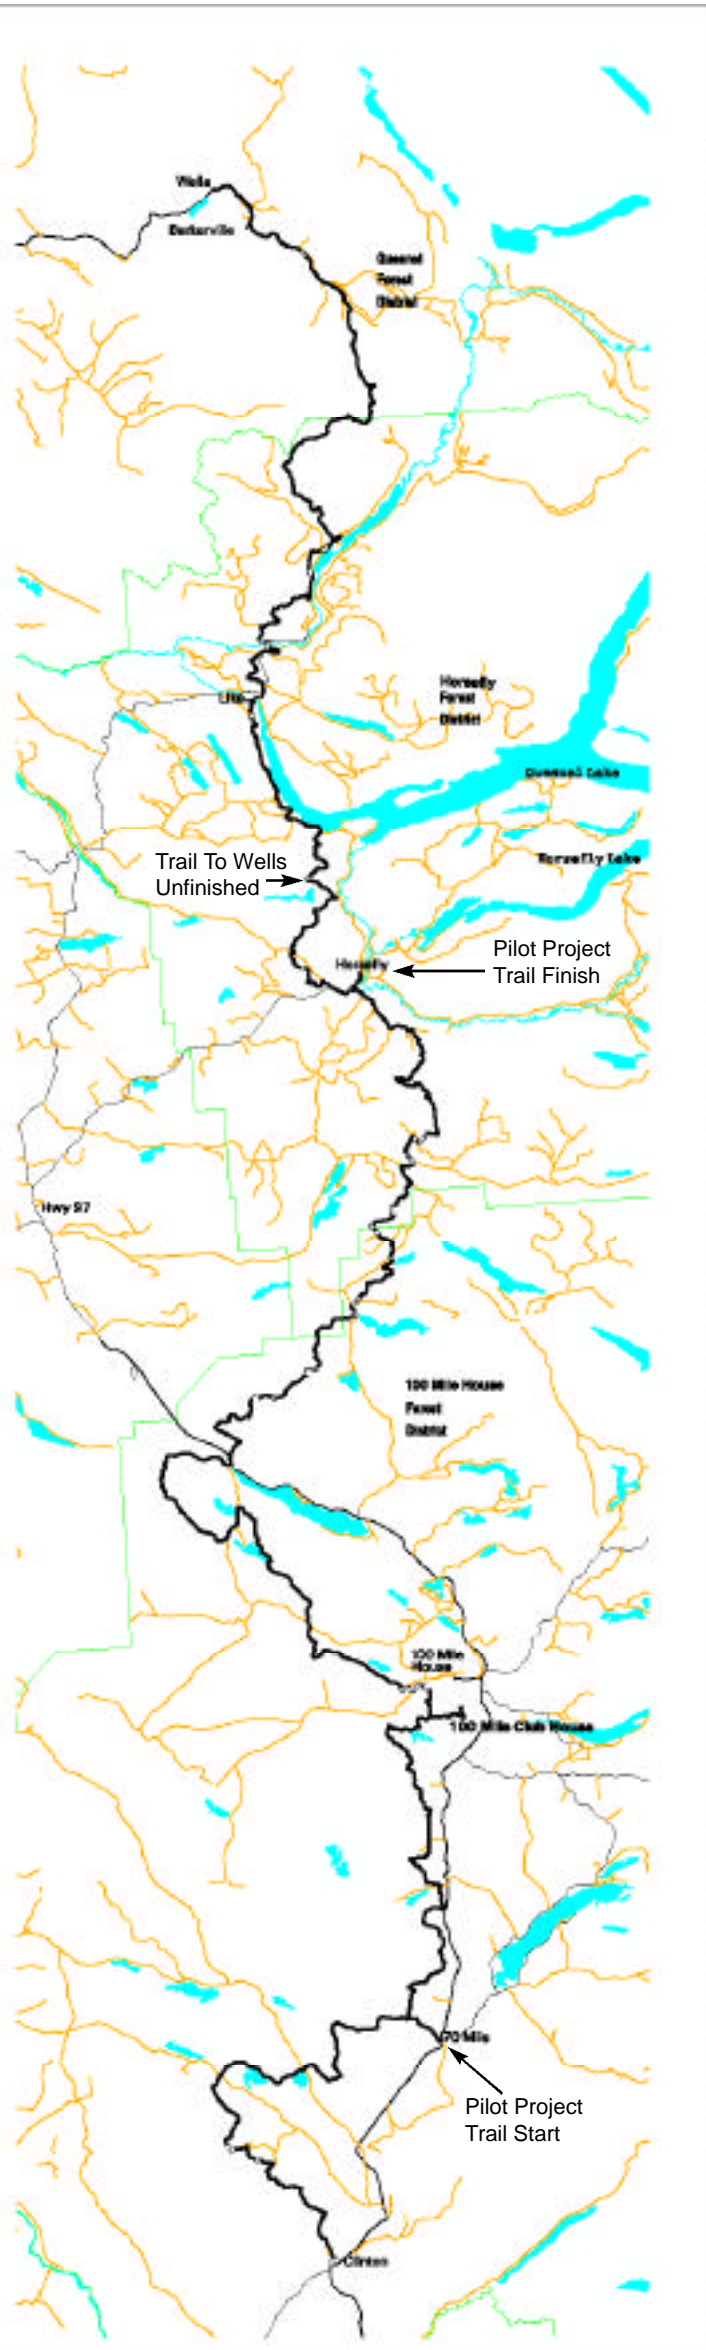 Wells
Barkerville
Quesnel
Forest
District
Horsefly
Forest
District
Likely
Quesnel Lake
Horsefly Lake
Trail To Wells
Unfinished
Pilot Project
Trail Finish
Horsefly
Hwy 97
100 Mile House
Forest
District
100 Mile
House
100 Mile Club House
70 Mile
Pilot Project
Trail Start
Clinton